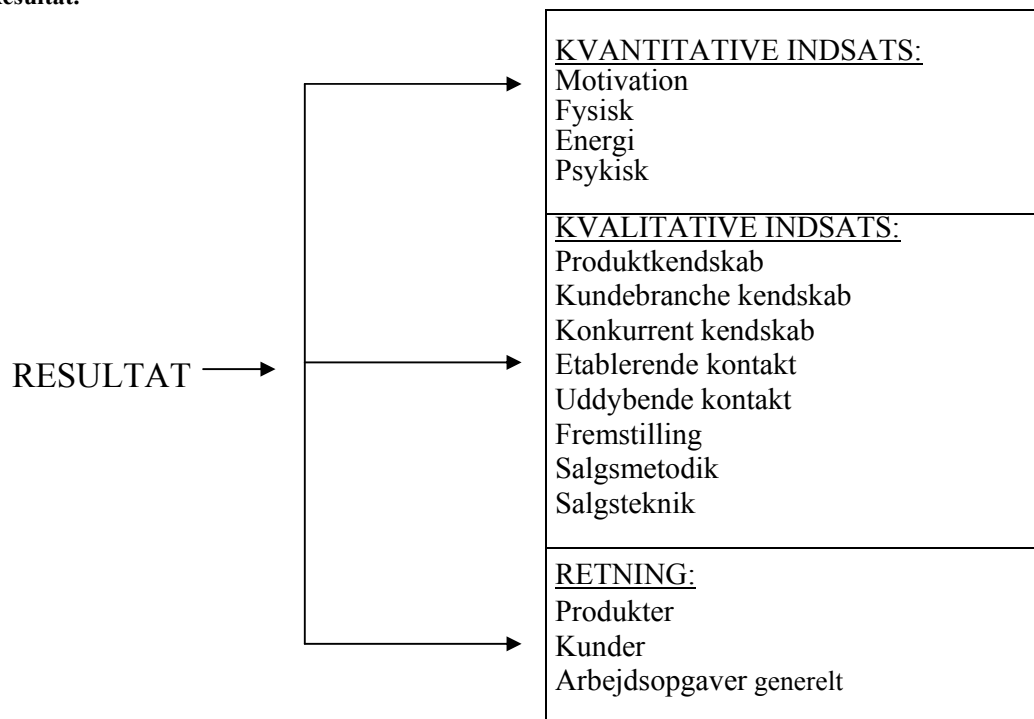 Resultat.
KVANTITATIVE INDSATS:
Motivation
Fysisk
Energi
Psykisk
KVALITATIVE INDSATS:
Produktkendskab
Kundebranche kendskab
Konkurrent kendskab
Etablerende kontakt
Uddybende kontakt
Fremstilling
Salgsmetodik
Salgsteknik
RESULTAT
RETNING:
Produkter
Kunder
Arbejdsopgaver generelt